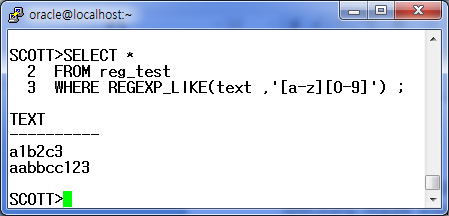 oracle@localhost:~
SCOTT>SELECT *
2 FROM reg_test
3 WHERE REGEXP_LIKE(text ,'[a-z][0-9]') ;
TEXT
----------
a1b2c3
aabbcc123
SCOTT>